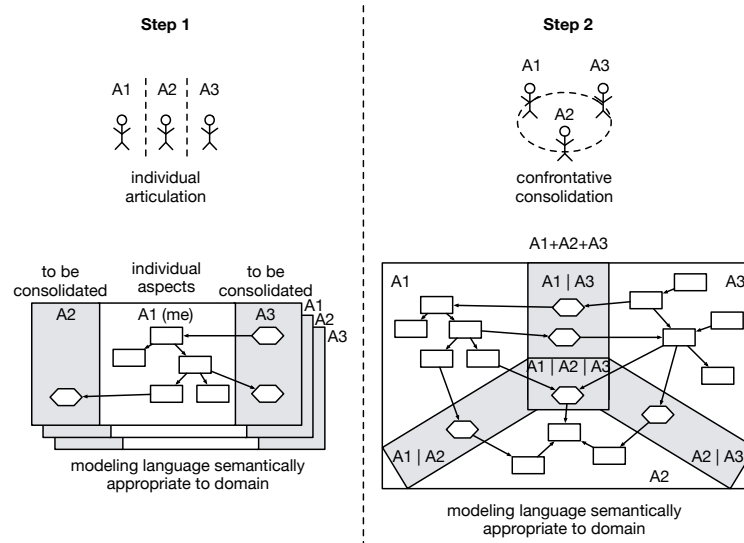 Step 1
A1
A2
A3
individual
articulation
to be
consolidated
individual
aspects
to be
consolidated
A2
A1 (me)
A3
A1
A2
A3
modeling language semantically
appropriate to domain
Step 2
A1
A3
A2
confrontative
consolidation
A1+A2+A3
A1
A1 | A3
A3
A1 | A2 | A3
A1 | A2
A2 | A3
A2
modeling language semantically
appropriate to domain